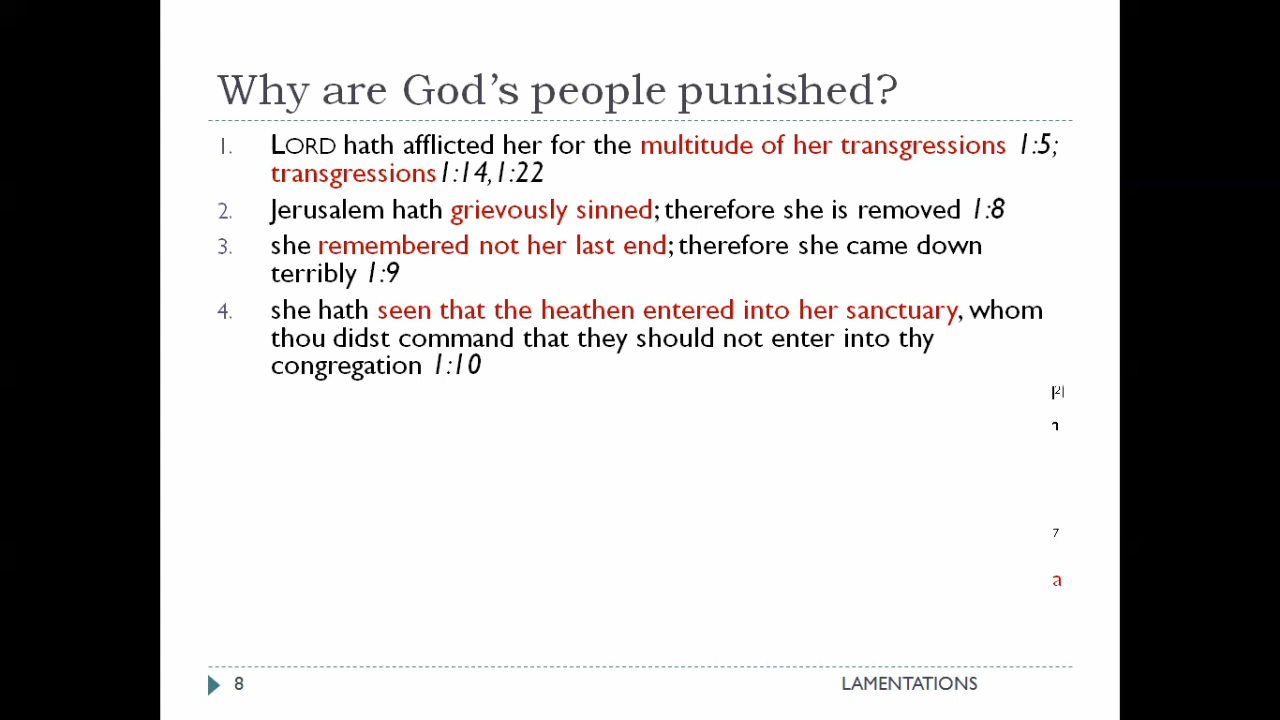 Why are God's people punished?
1. LORD hath afflicted her for the multitude of her transgressions 1:5;
transgressions1:14,1:22
2. Jerusalem hath grievously sinned; therefore she is removed 1:8
3. she remembered not her last end; therefore she came down
terribly 1:9
4. she hath seen that the heathen entered into her sanctuary, whom
thou didst command that they should not enter into thy
congregation 1:10
7
a
8 LAMENTATIONS